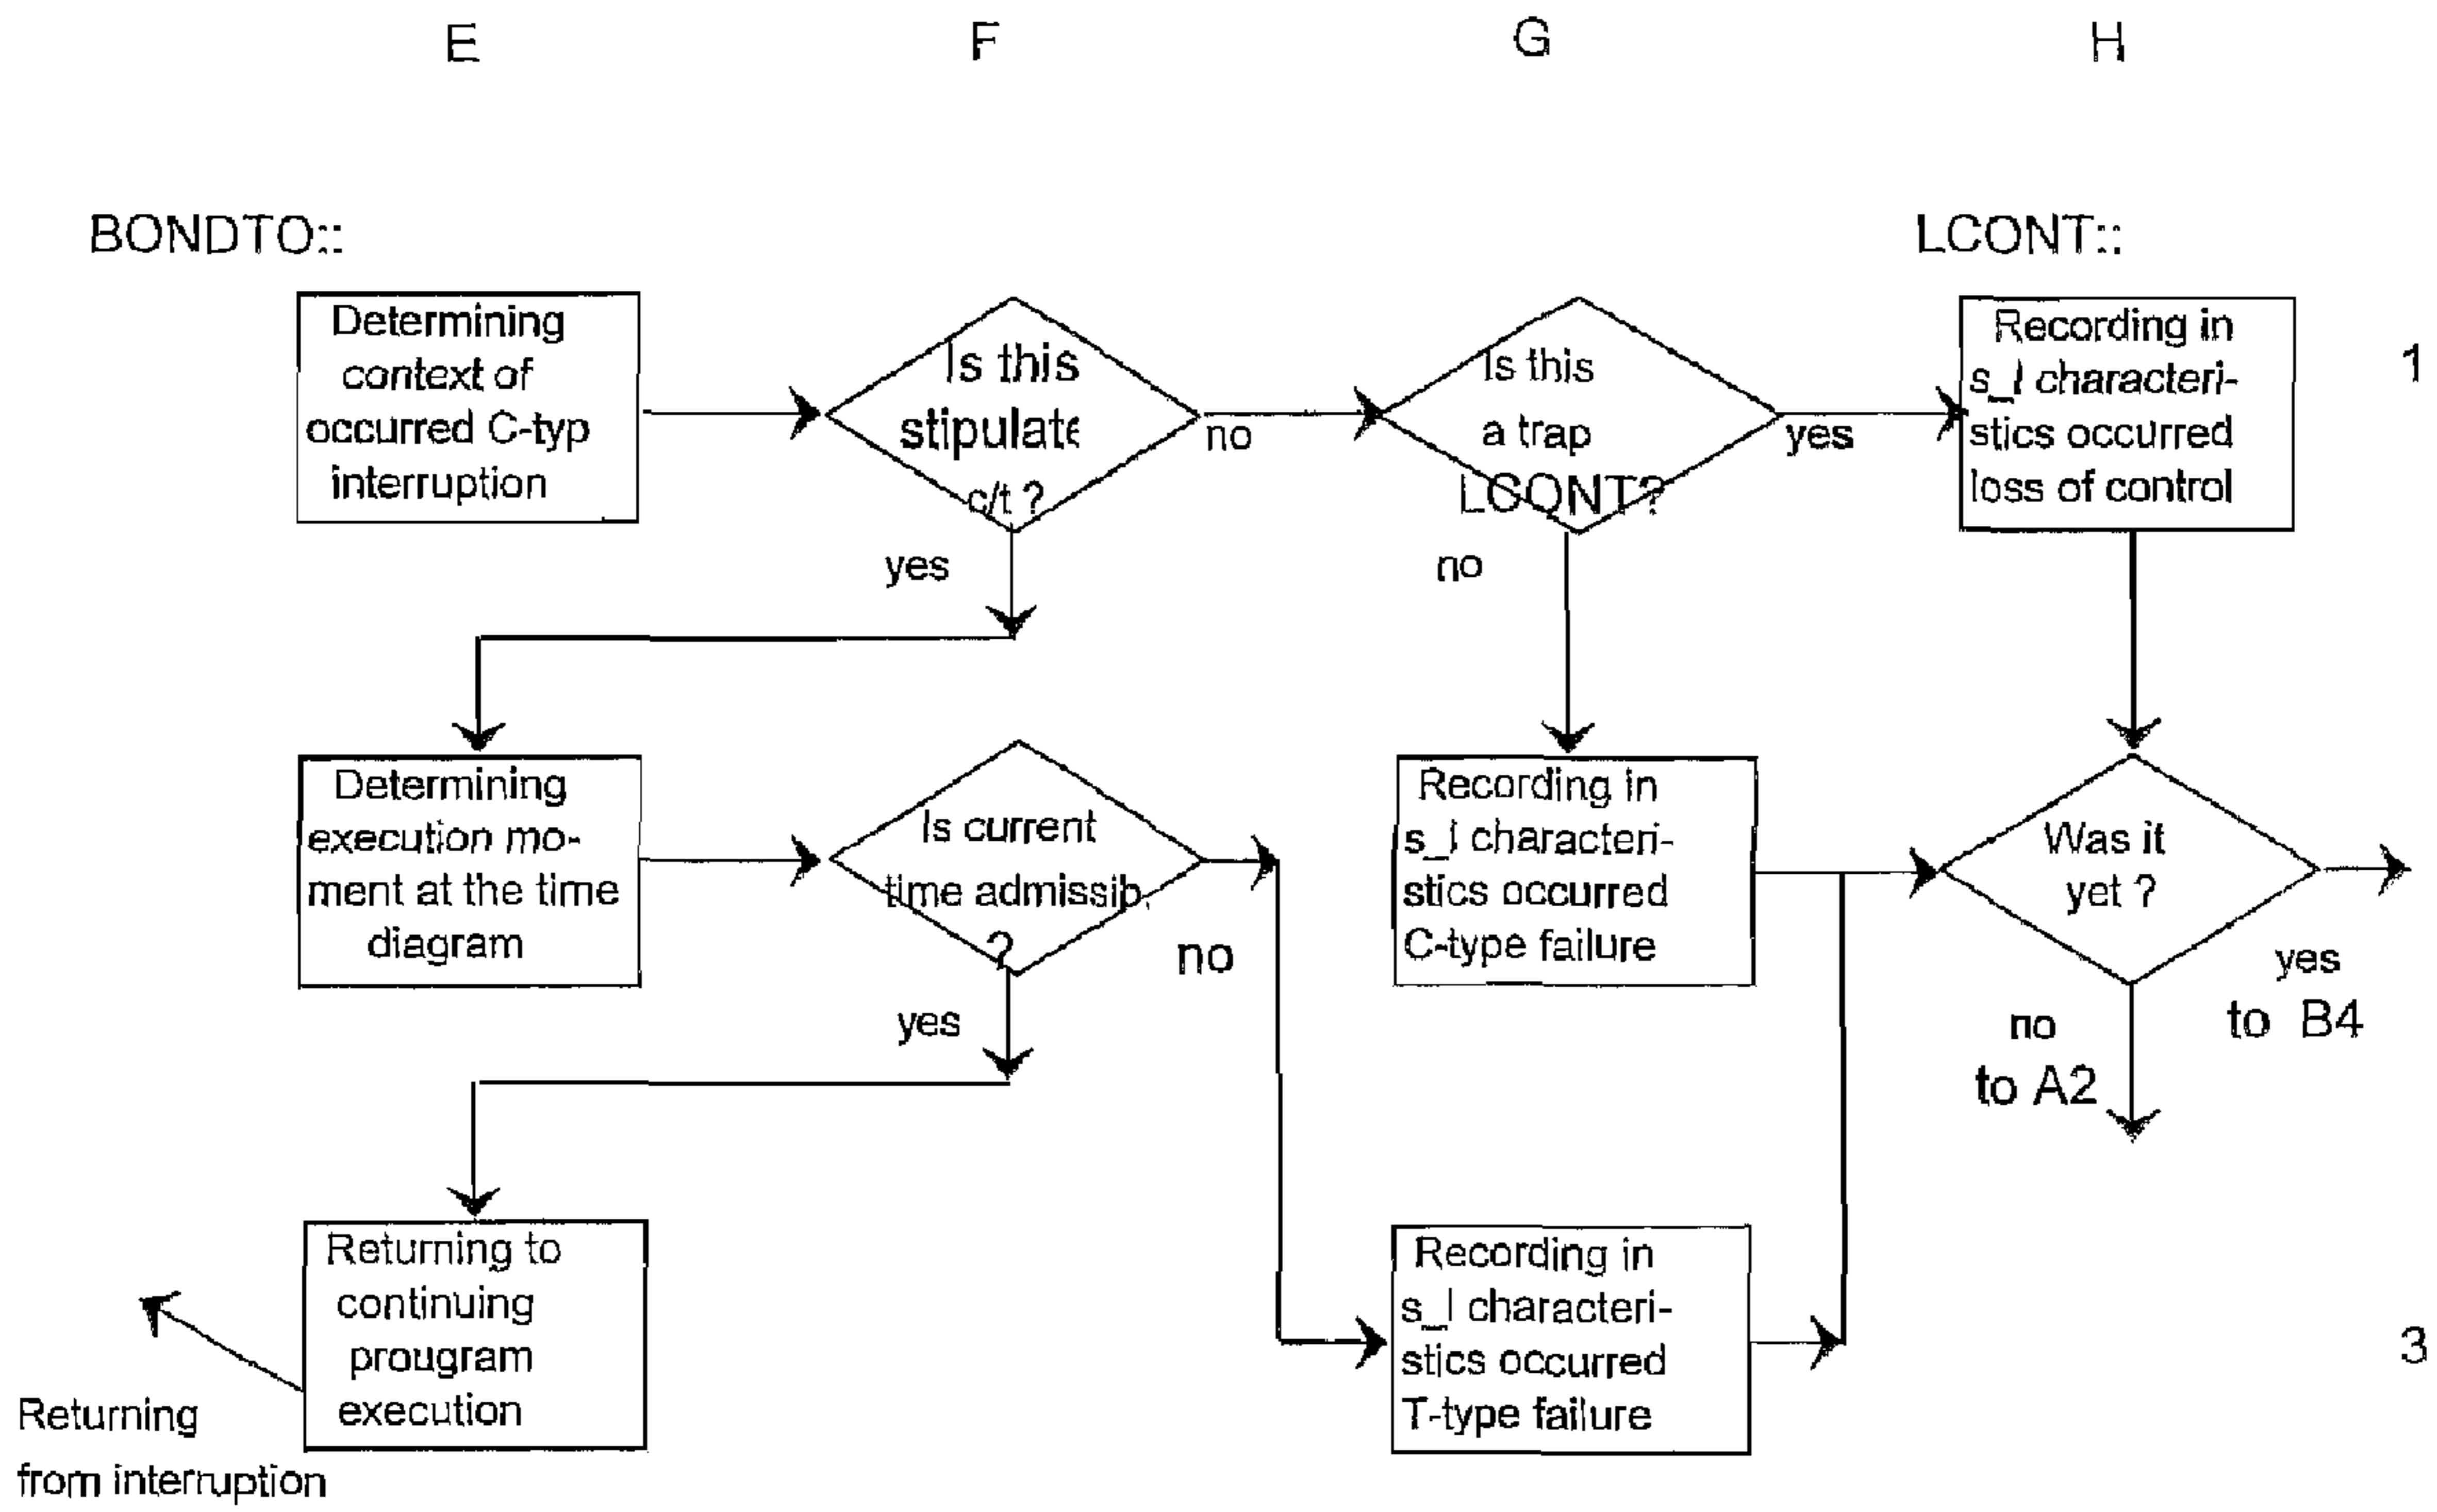 E
F
G
H
BONDTO::
LCONT::
Determining
context of
occurred C-typ
interruption
Is this
stipulate
c/t ?
no
Is this
a trap
LCONT?
yes
Recording in
s_l characteri-
stics occurred
loss of control
1
yes
no
Determining
execution mo-
ment at the time
diagram
Is current
time admissib,
?
no
yes
Recording in
s_l characteri-
stics occurred
C-type failure
Was it
yet ?
yes
to B4
no
to A2
Returning to
continuing
prougram
execution
Returning
from interruption
Recording in
s_l characteri-
stics occurred
T-type failure
3